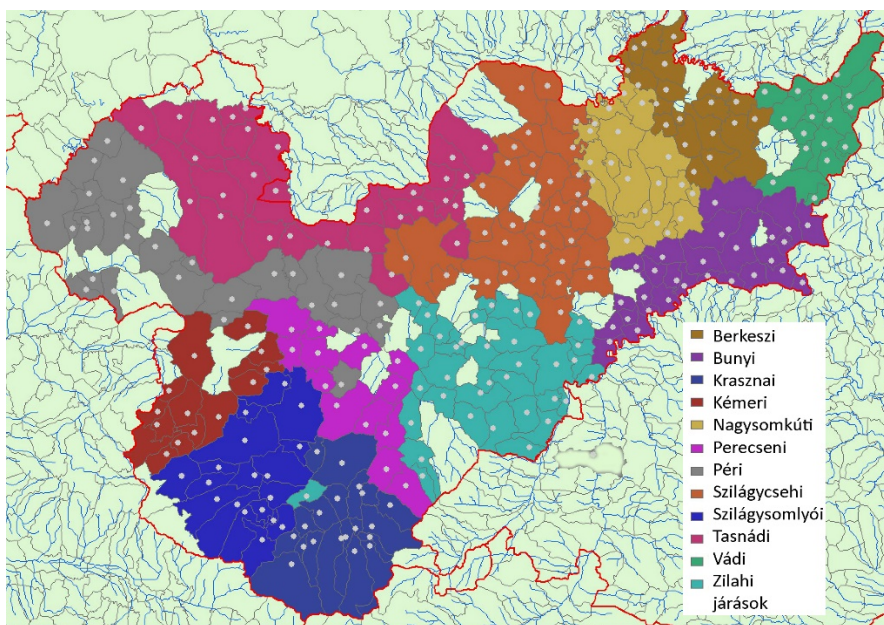 Berkeszi
Bunyi
Krasznai
Kémeri
Nagysomkúti
Perecseni
Péri
Szilágycsehi
Szilágysomlyói
Tasnádi
Vádi
Zilahi
járások